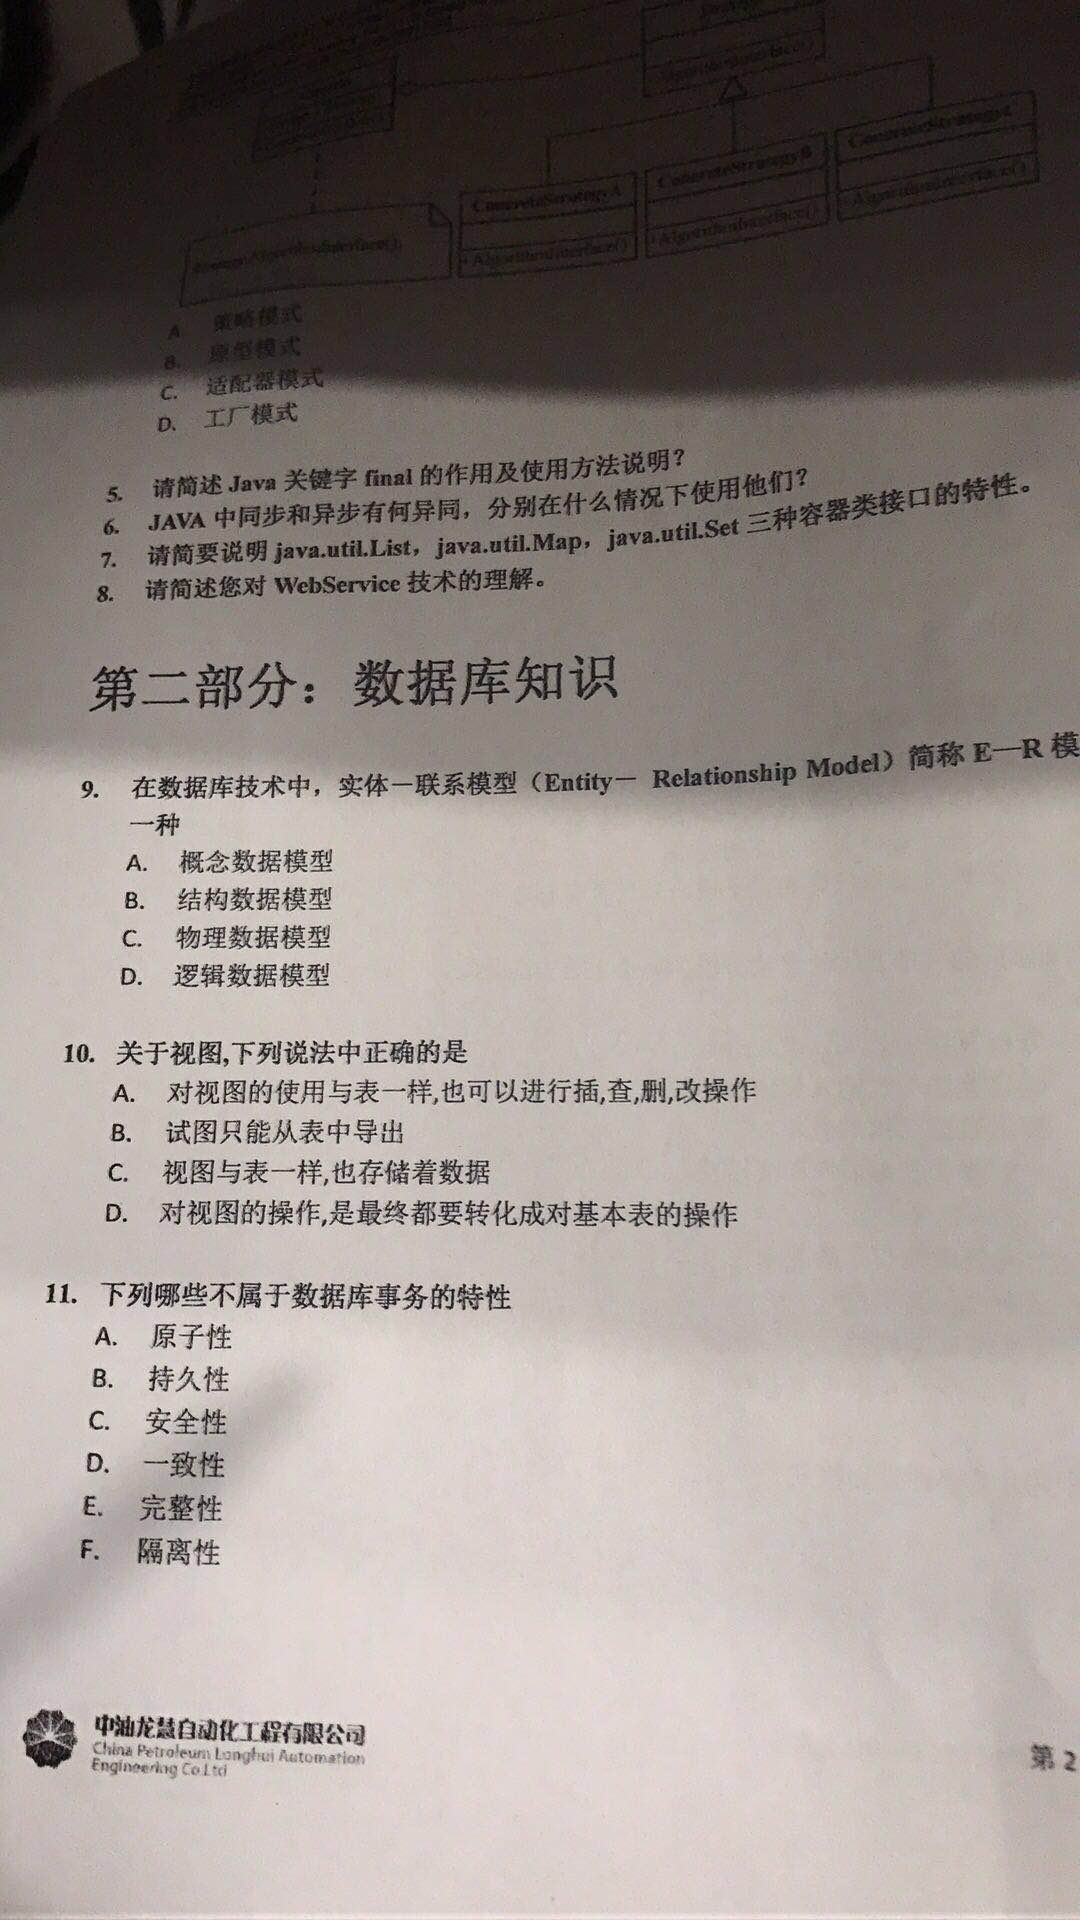 ConcreteStrategyA
ConcreteStrategyB
+AlgorithmInterface()
+AlgorithmInterface()
+AlgorithmInterface()
A. 策略模式
B. 原型模式
C. 适配器模式
D. 工厂模式
5. 请简述 Java 关键字 final 的作用及使用方法说明?
6. JAVA 中同步和异步有何异同，分别在什么情况下使用他们?
7. 请简要说明 java.util.List，java.util.Map，java.util.Set 三种容器类接口的特性。
8. 请简述您对 WebService 技术的理解。
第二部分：数据库知识
9. 在数据库技术中，实体－联系模型（Entity－ Relationship Model）简称 E—R 模
一种
A. 概念数据模型
B. 结构数据模型
C. 物理数据模型
D. 逻辑数据模型
10. 关于视图,下列说法中正确的是
A. 对视图的使用与表一样,也可以进行插,查,删,改操作
B. 试图只能从表中导出
C. 视图与表一样,也存储着数据
D. 对视图的操作,是最终都要转化成对基本表的操作
11. 下列哪些不属于数据库事务的特性
A. 原子性
B. 持久性
C. 安全性
D. 一致性
E. 完整性
F. 隔离性
中油龙慧自动化工程有限公司
China Petroleum Longhui Automation
Engineering Co.Ltd
第 2